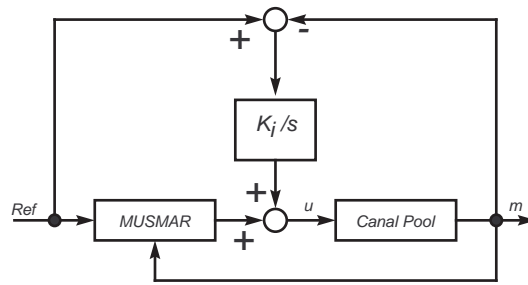 + -
K_i /s
+
Ref MUSMAR + u Canal Pool m